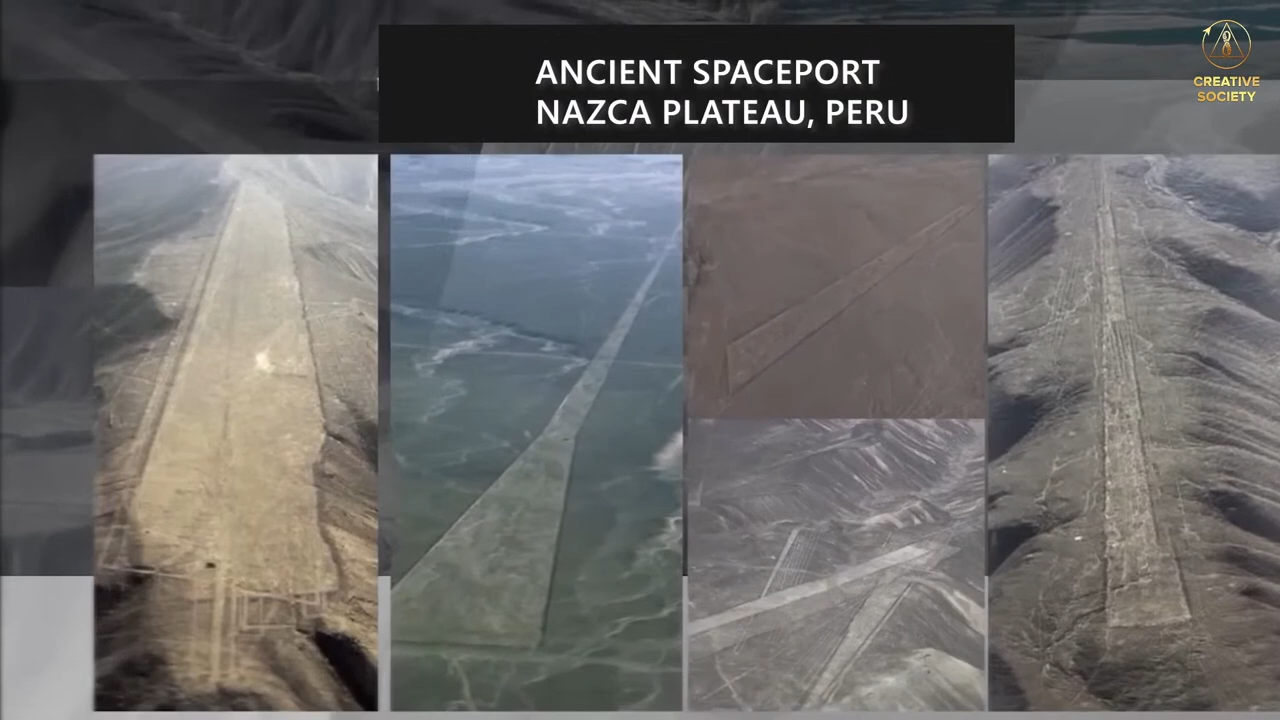 ANCIENT SPACEPORT
NAZCA PLATEAU, PERU
CREATIVE
SOCIETY